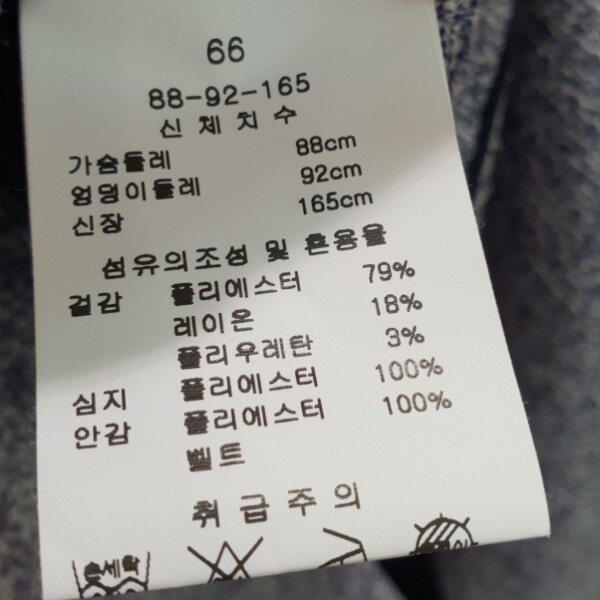 66
88-92-165
신체치수
가슴둘레 88cm
엉덩이둘레 92cm
신장 165cm
섬유의조성 및 혼용율
겉감 폴리에스터 79%
레이온 18%
폴리우레탄 3%
심지 폴리에스터 100%
안감 폴리에스터 100%
벨트
취급주의
손세탁